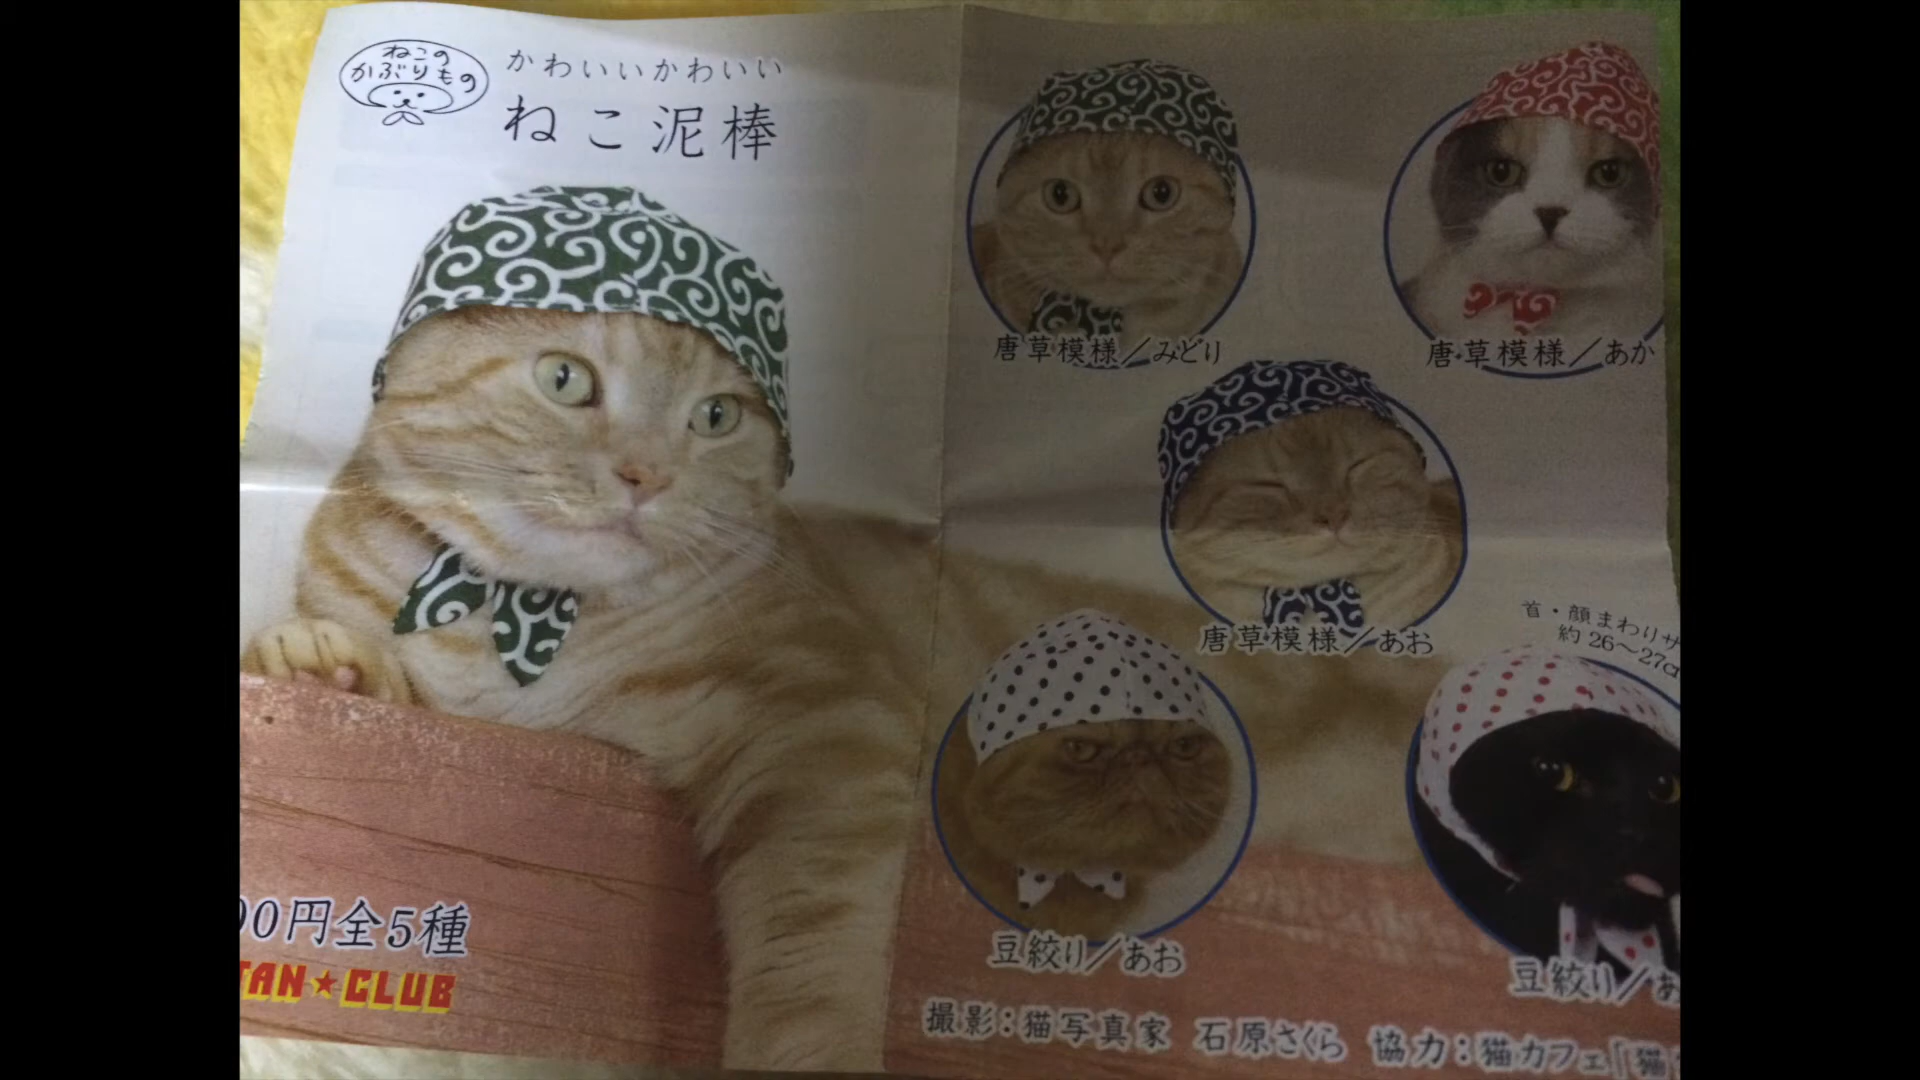 ねこの
かぶりもの
かわいいかわいい
ねこ泥棒
唐草模様/みどり
唐草模様/あか
唐草模様/あお
首・顔まわりサ
約26〜27c
豆絞り/あお
豆絞り/あ
00円全5種
TAN★CLUB
撮影:猫写真家 石原さくら 協力:猫カフェ「猫